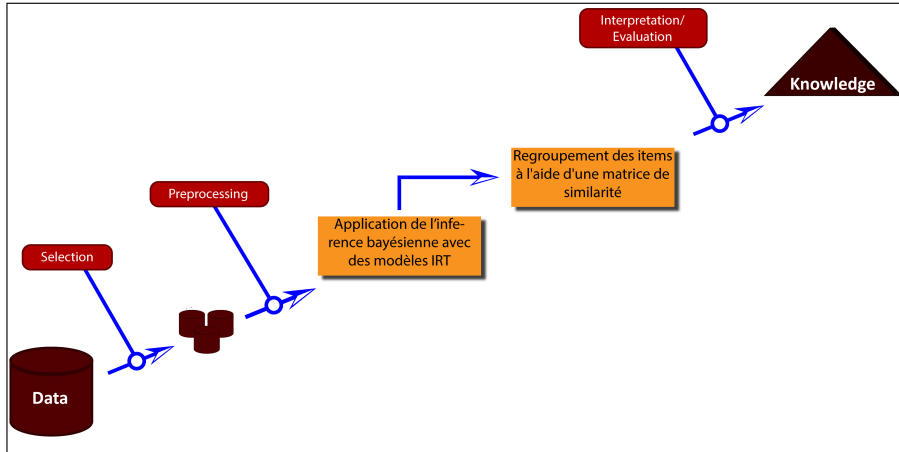 Interpretation/
Evaluation
Knowledge
Regroupement des items
à l'aide d'une matrice de
similarité
Preprocessing
Application de l'infe-
rence bayésienne avec
des modèles IRT
Selection
Data